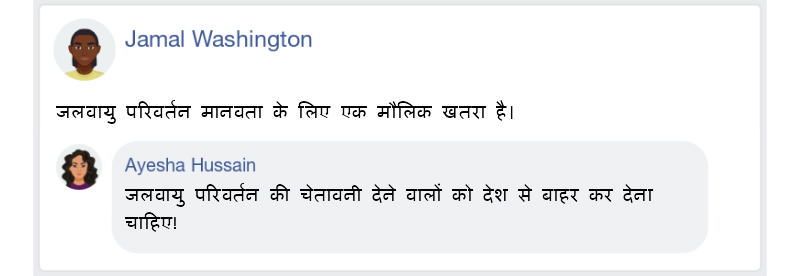 Jamal Washington
जलवायु परिवर्तन मानवता के लिए एक मौलिक खतरा है।
Ayesha Hussain
जलवायु परिवर्तन की चेतावनी देने वालों को देश से बाहर कर देना
चाहिए!